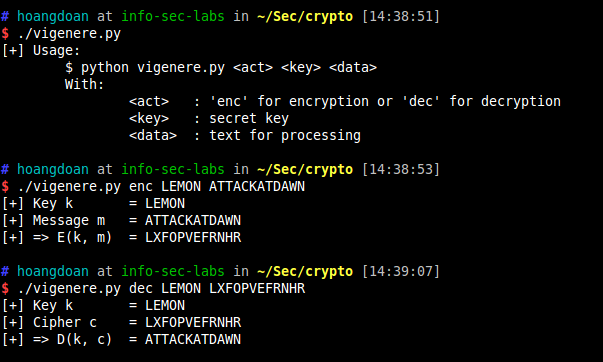 # hoangdoan at info-sec-labs in ~/Sec/crypto [14:38:51]
$ ./vigenere.py
[+] Usage:
        $ python vigenere.py <act> <key> <data>
        With:
                <act>   : 'enc' for encryption or 'dec' for decryption
                <key>   : secret key
                <data>  : text for processing

# hoangdoan at info-sec-labs in ~/Sec/crypto [14:38:53]
$ ./vigenere.py enc LEMON ATTACKATDAWN
[+] Key k       = LEMON
[+] Message m   = ATTACKATDAWN
[+] => E(k, m)  = LXFOPVEFRNHR

# hoangdoan at info-sec-labs in ~/Sec/crypto [14:39:07]
$ ./vigenere.py dec LEMON LXFOPVEFRNHR
[+] Key k       = LEMON
[+] Cipher c    = LXFOPVEFRNHR
[+] => D(k, c)  = ATTACKATDAWN